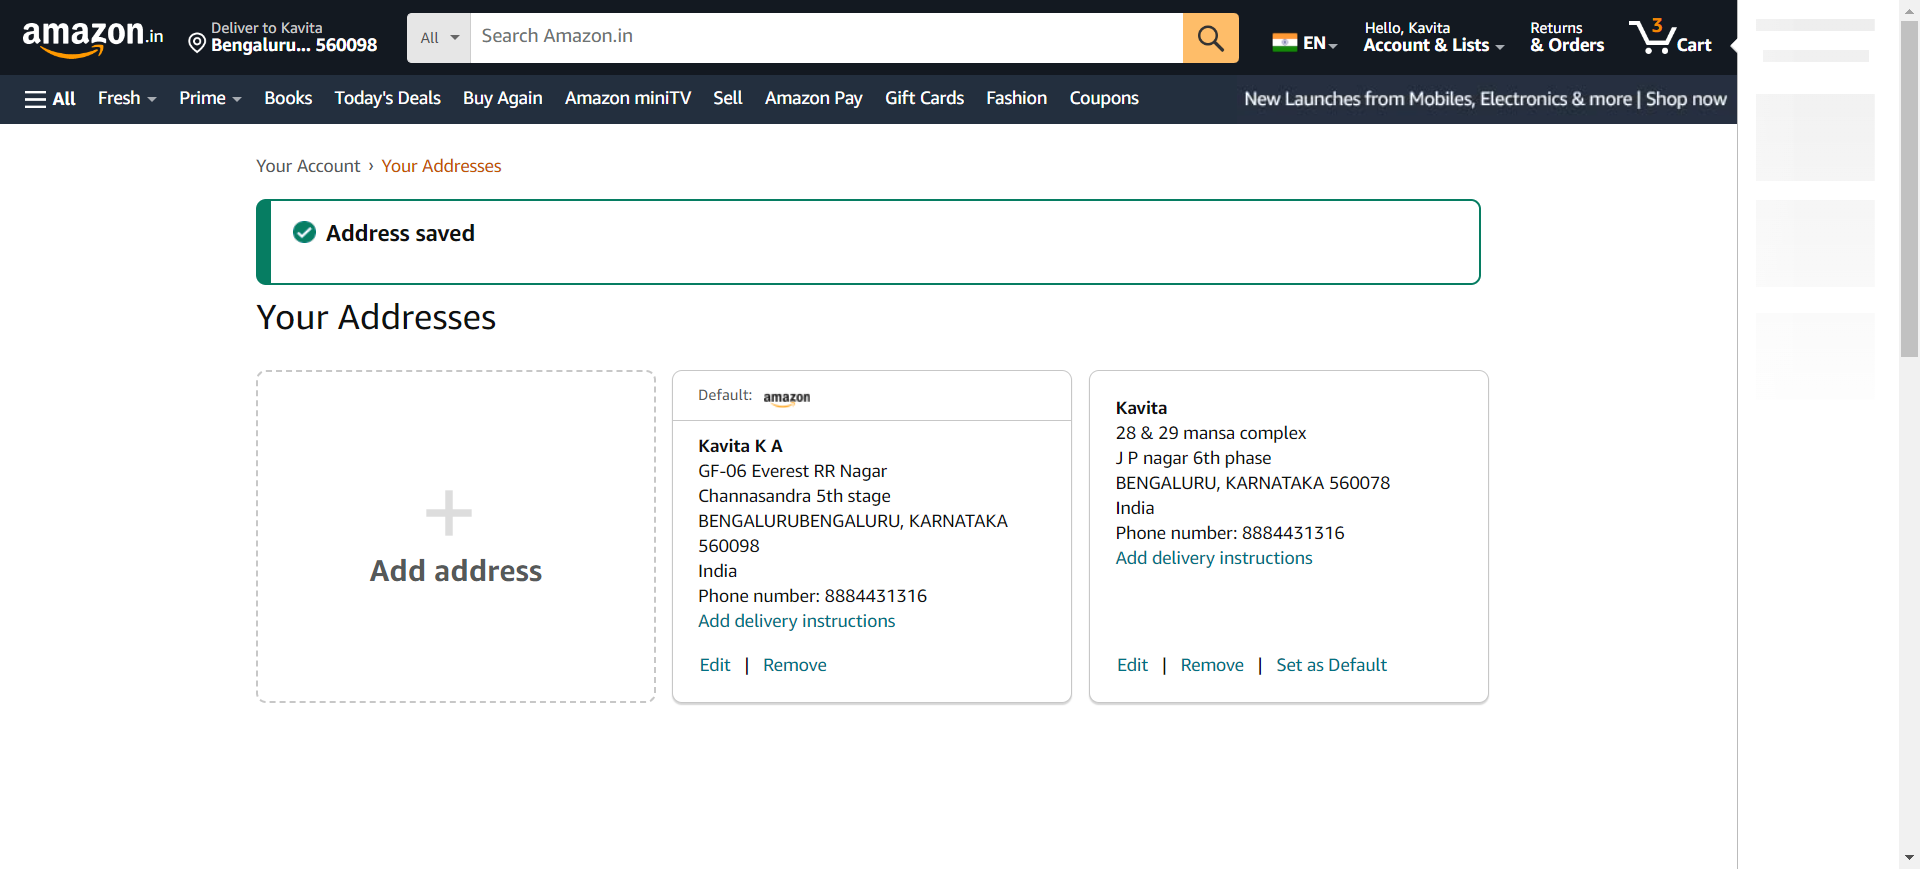 amazon.in
Deliver to Kavita
Bengaluru... 560098
All
Search Amazon.in
EN
Hello, Kavita
Account & Lists
Returns
& Orders
3
Cart
All
Fresh
Prime
Books
Today's Deals
Buy Again
Amazon miniTV
Sell
Amazon Pay
Gift Cards
Fashion
Coupons
New Launches from Mobiles, Electronics & more | Shop now
Your Account › Your Addresses
Address saved
Your Addresses
Add address
Default: amazon
Kavita K A
GF-06 Everest RR Nagar
Channasandra 5th stage
BENGALURUBENGALURU, KARNATAKA
560098
India
Phone number: 8884431316
Add delivery instructions
Edit | Remove
Kavita
28 & 29 mansa complex
J P nagar 6th phase
BENGALURU, KARNATAKA 560078
India
Phone number: 8884431316
Add delivery instructions
Edit | Remove | Set as Default